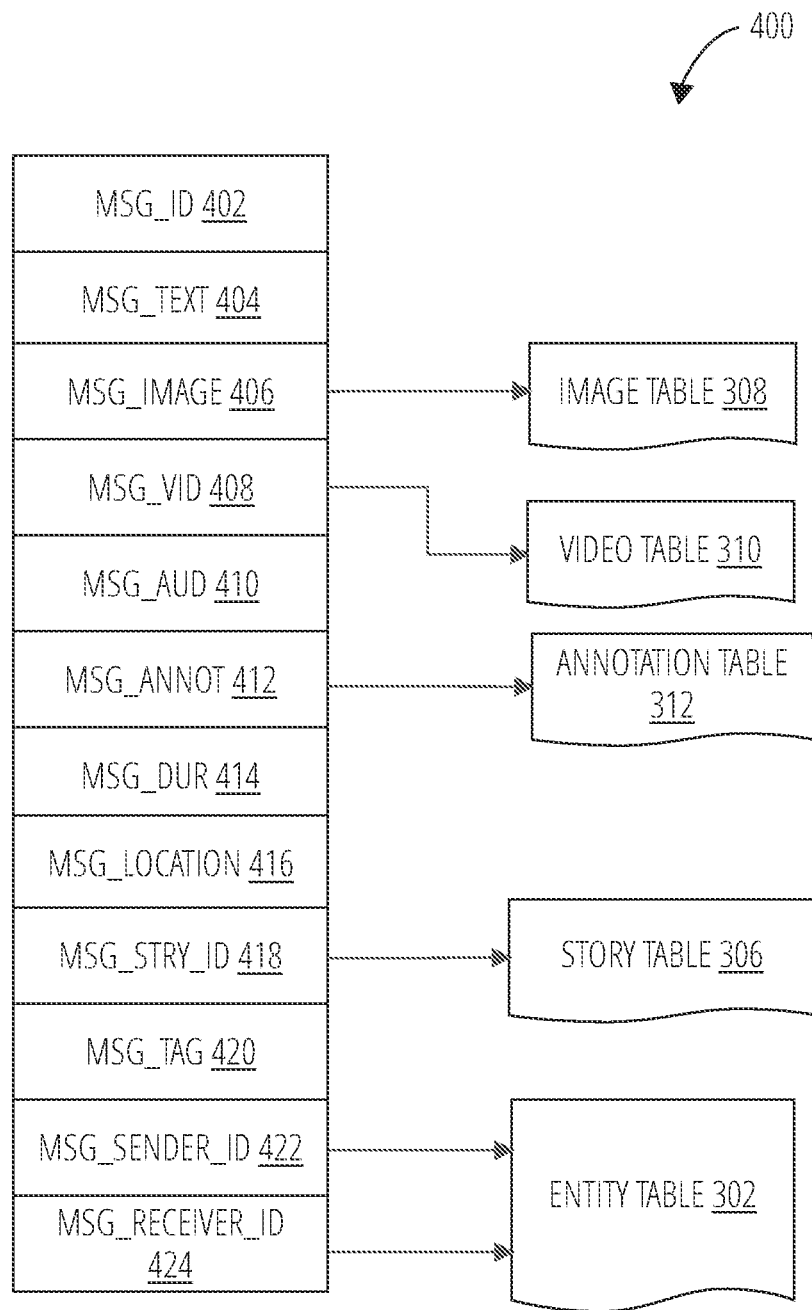 400
MSG_ID 402
MSG_TEXT 404
MSG_IMAGE 406
IMAGE TABLE 308
MSG_VID 408
VIDEO TABLE 310
MSG_AUD 410
MSG_ANNOT 412
ANNOTATION TABLE
312
MSG_DUR 414
MSG_LOCATION 416
MSG_STRY_ID 418
STORY TABLE 306
MSG_TAG 420
MSG_SENDER_ID 422
ENTITY TABLE 302
MSG_RECEIVER_ID
424